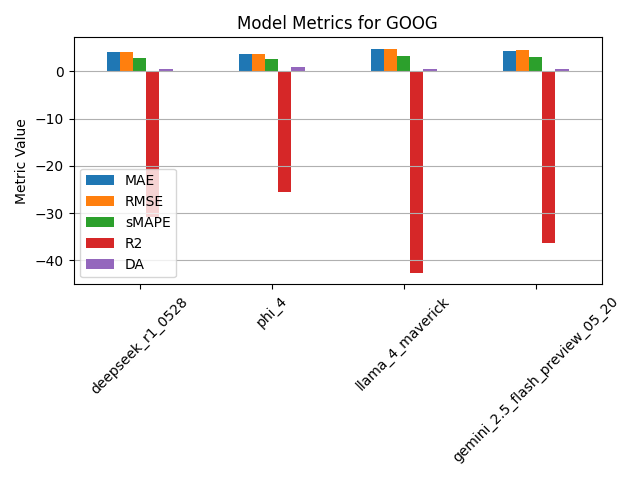 Model Metrics for GOOG
Metric Value
0
−10
−20
−30
−40
MAE
RMSE
sMAPE
R2
DA
deepseek_r1_0528
phi_4
llama_4_maverick
gemini_2.5_flash_preview_05_20